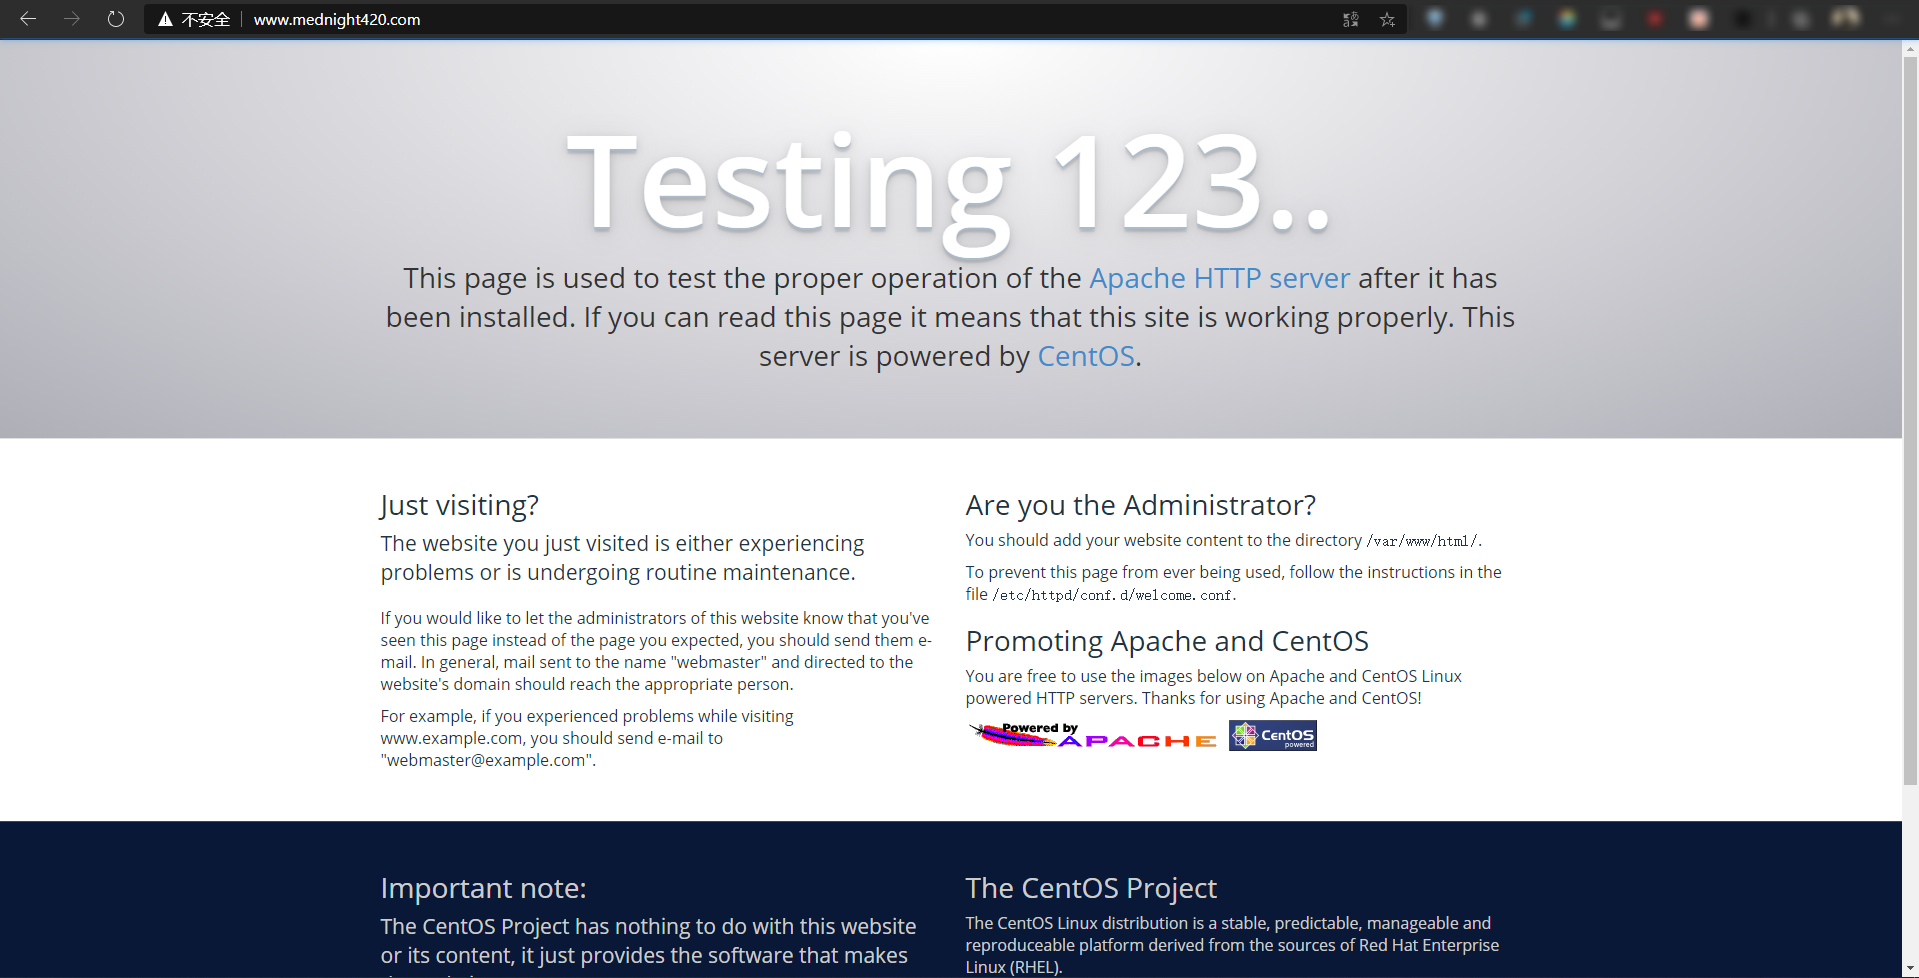 不安全 www.mednight420.com
Testing 123..
This page is used to test the proper operation of the Apache HTTP server after it has
been installed. If you can read this page it means that this site is working properly. This
server is powered by CentOS.
Just visiting?
The website you just visited is either experiencing
problems or is undergoing routine maintenance.
If you would like to let the administrators of this website know that you've
seen this page instead of the page you expected, you should send them e-
mail. In general, mail sent to the name "webmaster" and directed to the
website's domain should reach the appropriate person.
For example, if you experienced problems while visiting
www.example.com, you should send e-mail to
"webmaster@example.com".
Are you the Administrator?
You should add your website content to the directory /var/www/html/.
To prevent this page from ever being used, follow the instructions in the
file /etc/httpd/conf.d/welcome.conf.
Promoting Apache and CentOS
You are free to use the images below on Apache and CentOS Linux
powered HTTP servers. Thanks for using Apache and CentOS!
Powered by
APACHE
CentOS
powered
Important note:
The CentOS Project has nothing to do with this website
or its content, it just provides the software that makes
The CentOS Project
The CentOS Linux distribution is a stable, predictable, manageable and
reproduceable platform derived from the sources of Red Hat Enterprise
Linux (RHEL).